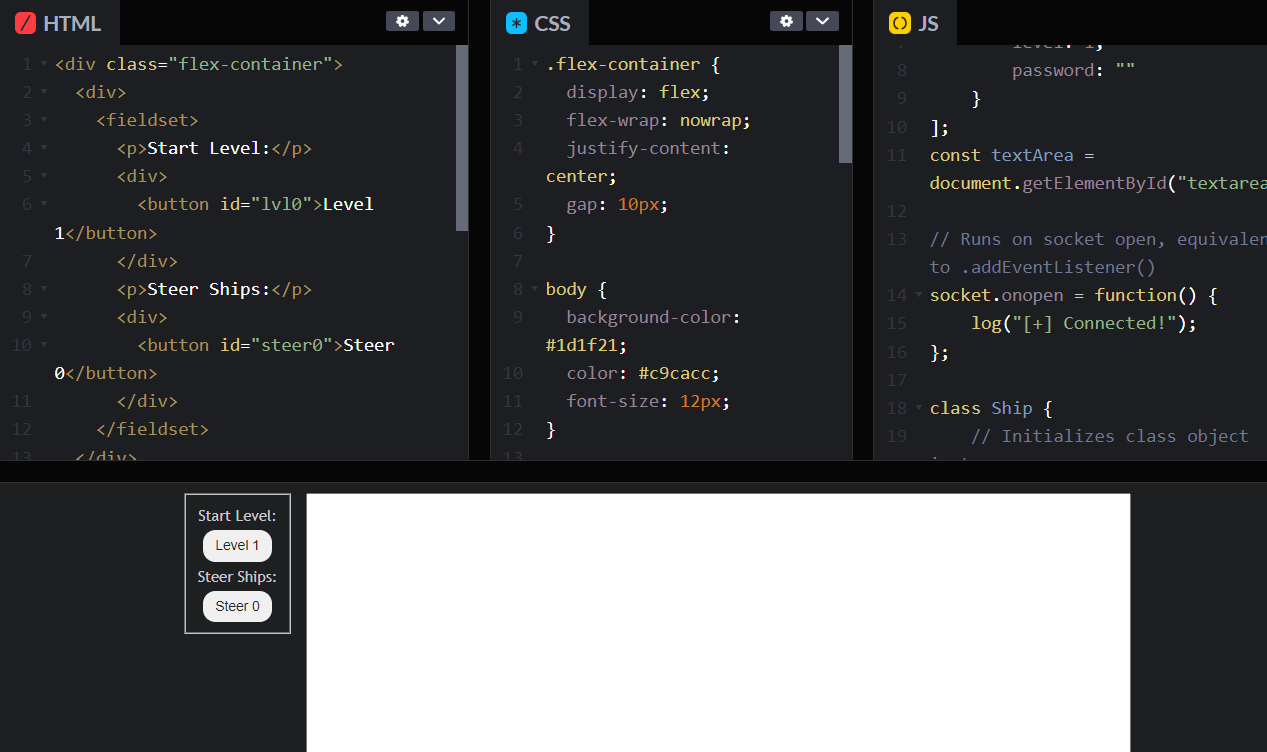 HTML
1 <div class="flex-container">
2 <div>
3 <fieldset>
4 <p>Start Level:</p>
5 <div>
6 <button id="lvl0">Level
1</button>
7 </div>
8 <p>Steer Ships:</p>
9 <div>
10 <button id="steer0">Steer
0</button>
11 </div>
12 </fieldset>
13 </div>
CSS
1 .flex-container {
2 display: flex;
3 flex-wrap: nowrap;
4 justify-content:
center;
5 gap: 10px;
6 }
7
8 body {
9 background-color:
#1d1f21;
10 color: #c9cacc;
11 font-size: 12px;
12 }
13
JS
level: 1,
8 password: ""
9 }
10 ];
11 const textArea =
document.getElementById("textarea
12
13 // Runs on socket open, equivalen
to .addEventListener()
14 socket.onopen = function() {
15 log("[+] Connected!");
16 };
17
18 class Ship {
19 // Initializes class object
Start Level:
Level 1
Steer Ships:
Steer 0